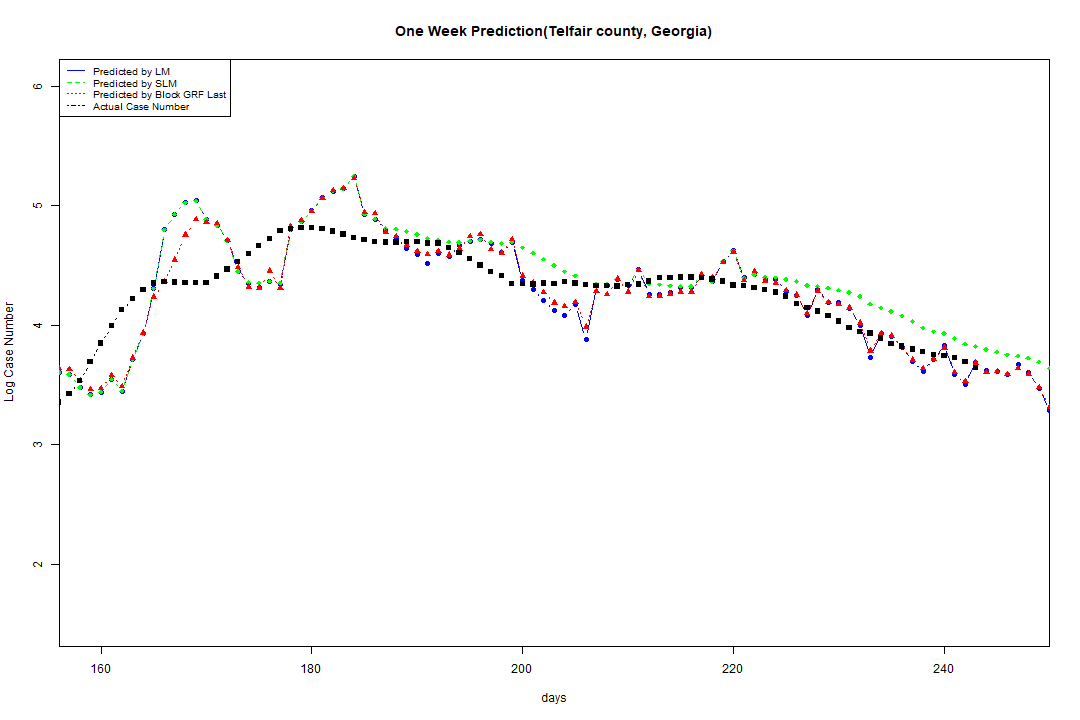 One Week Prediction(Telfair county, Georgia)
Predicted by LM
Predicted by SLM
Predicted by Block GRF Last
Actual Case Number
6
5
4
3
2
Log Case Number
160 180 200 220 240
days